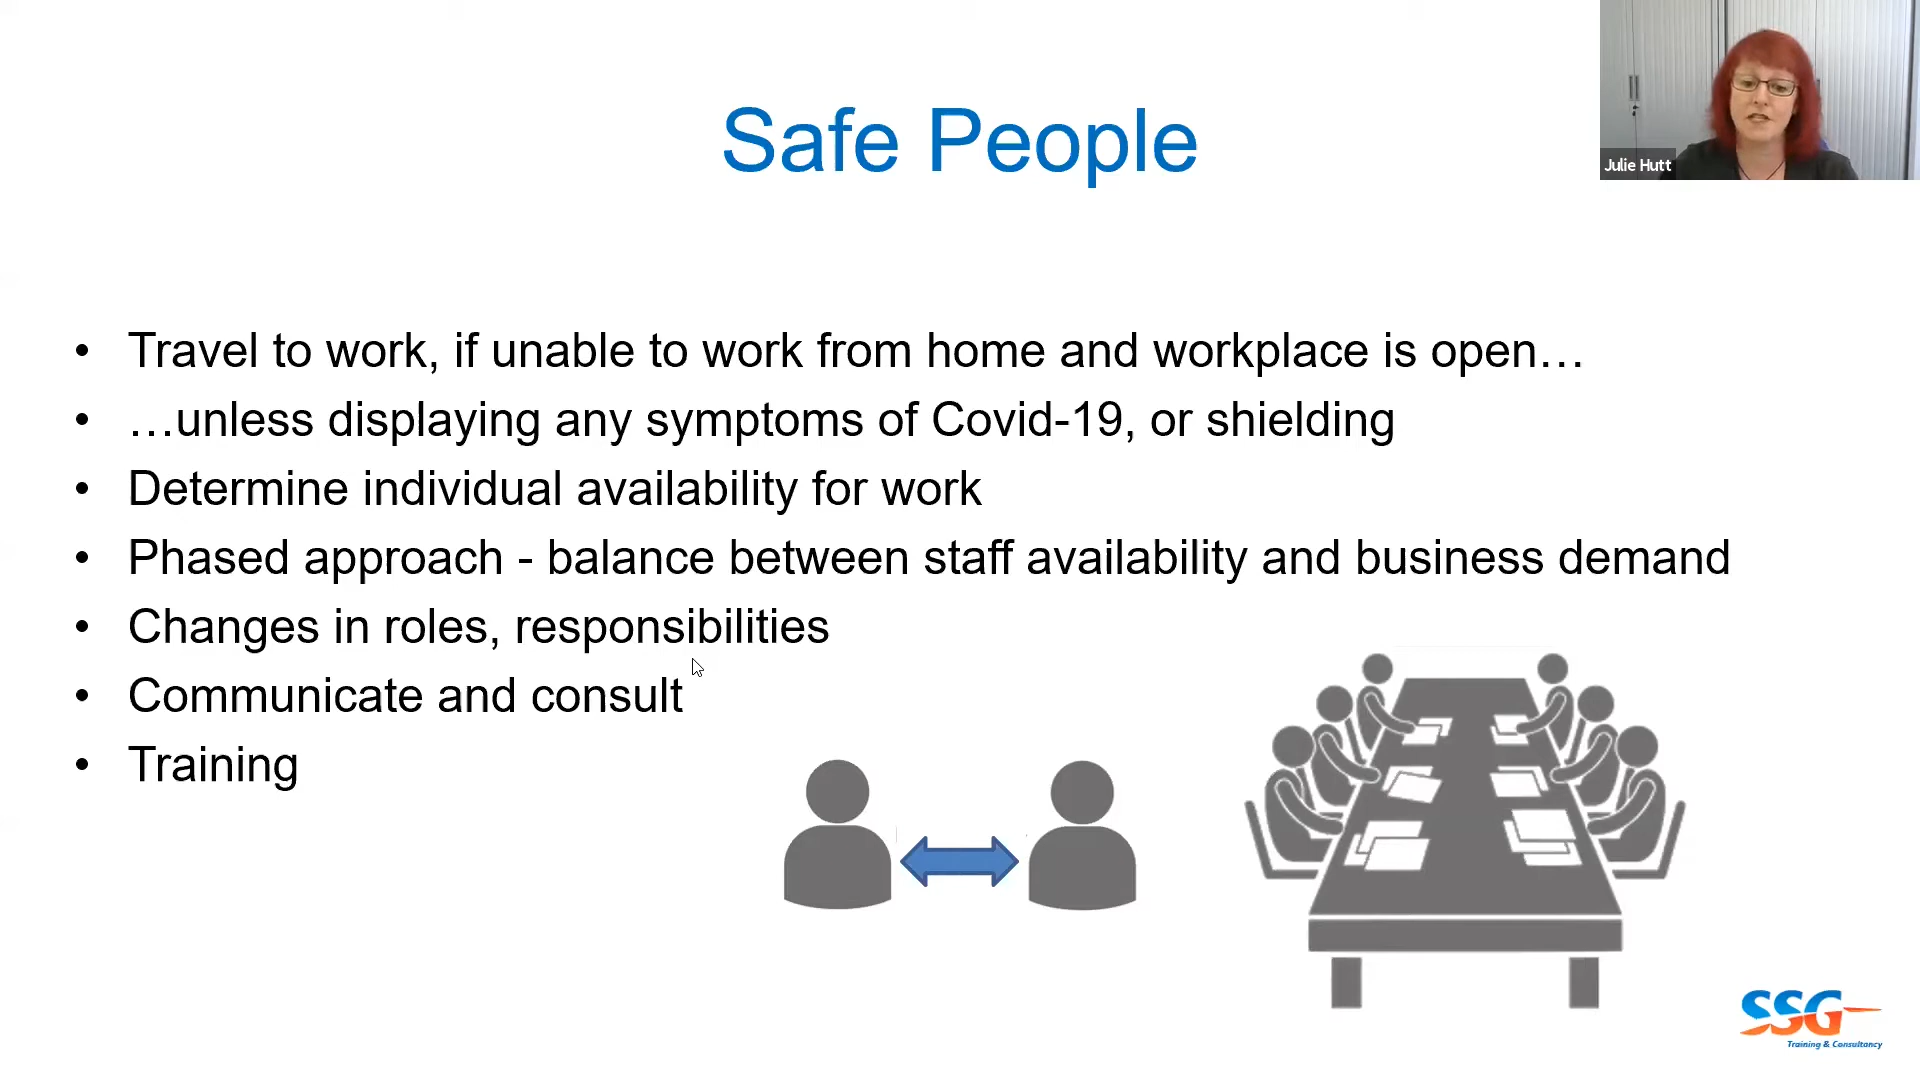 Safe People
Julie Hutt
• Travel to work, if unable to work from home and workplace is open…
• …unless displaying any symptoms of Covid-19, or shielding
• Determine individual availability for work
• Phased approach - balance between staff availability and business demand
• Changes in roles, responsibilities
• Communicate and consult
• Training
SSG
Training & Consultancy